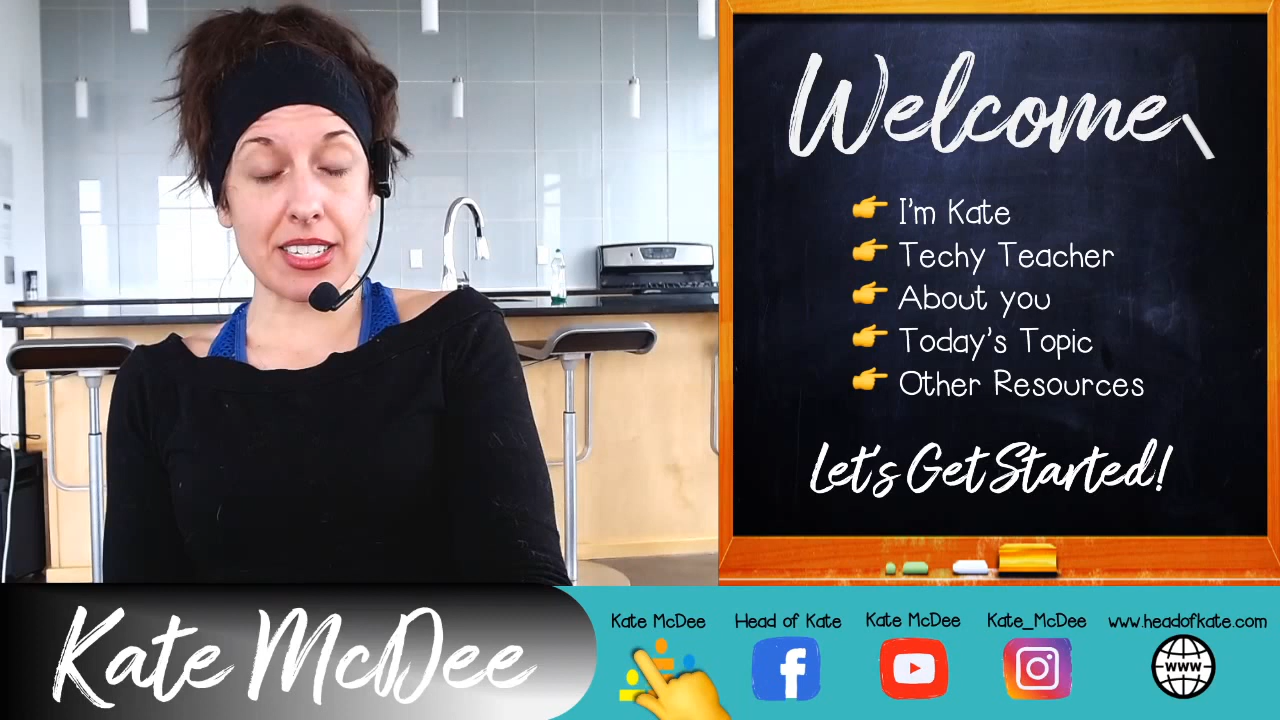 Welcome
I'm Kate
Techy Teacher
About you
Today's Topic
Other Resources
Let's Get Started!
Kate McDee
Kate McDee
Head of Kate
Kate McDee
Kate_McDee
www.headofkate.com
WWW